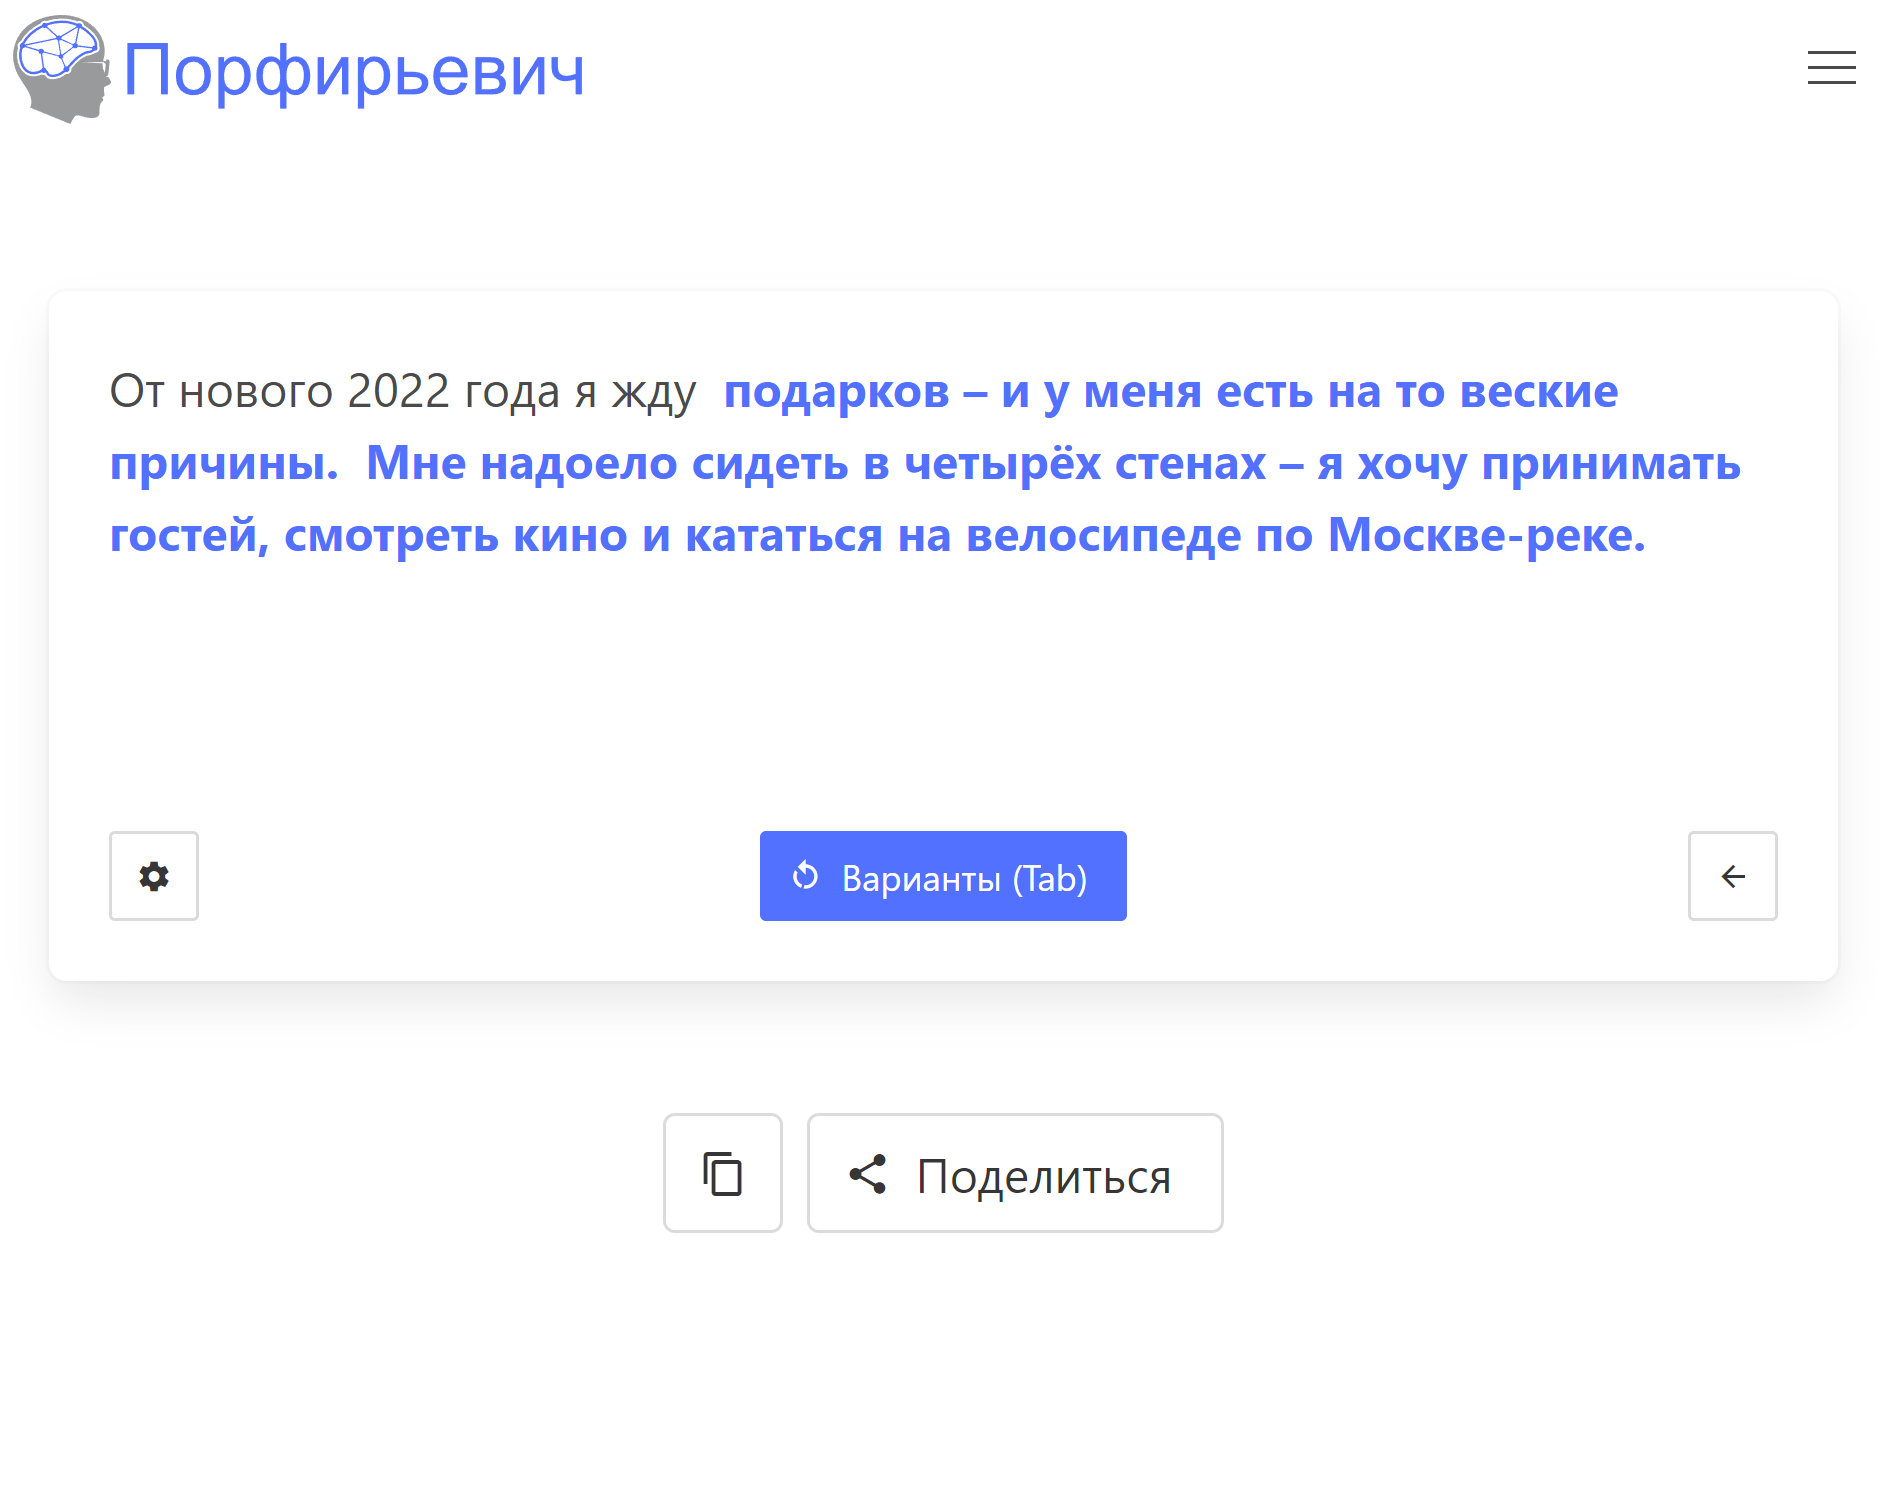 Порфирьевич
От нового 2022 года я жду  подарков – и у меня есть на то веские
причины.  Мне надоело сидеть в четырёх стенах – я хочу принимать
гостей, смотреть кино и кататься на велосипеде по Москве-реке.
Варианты (Tab)
Поделиться